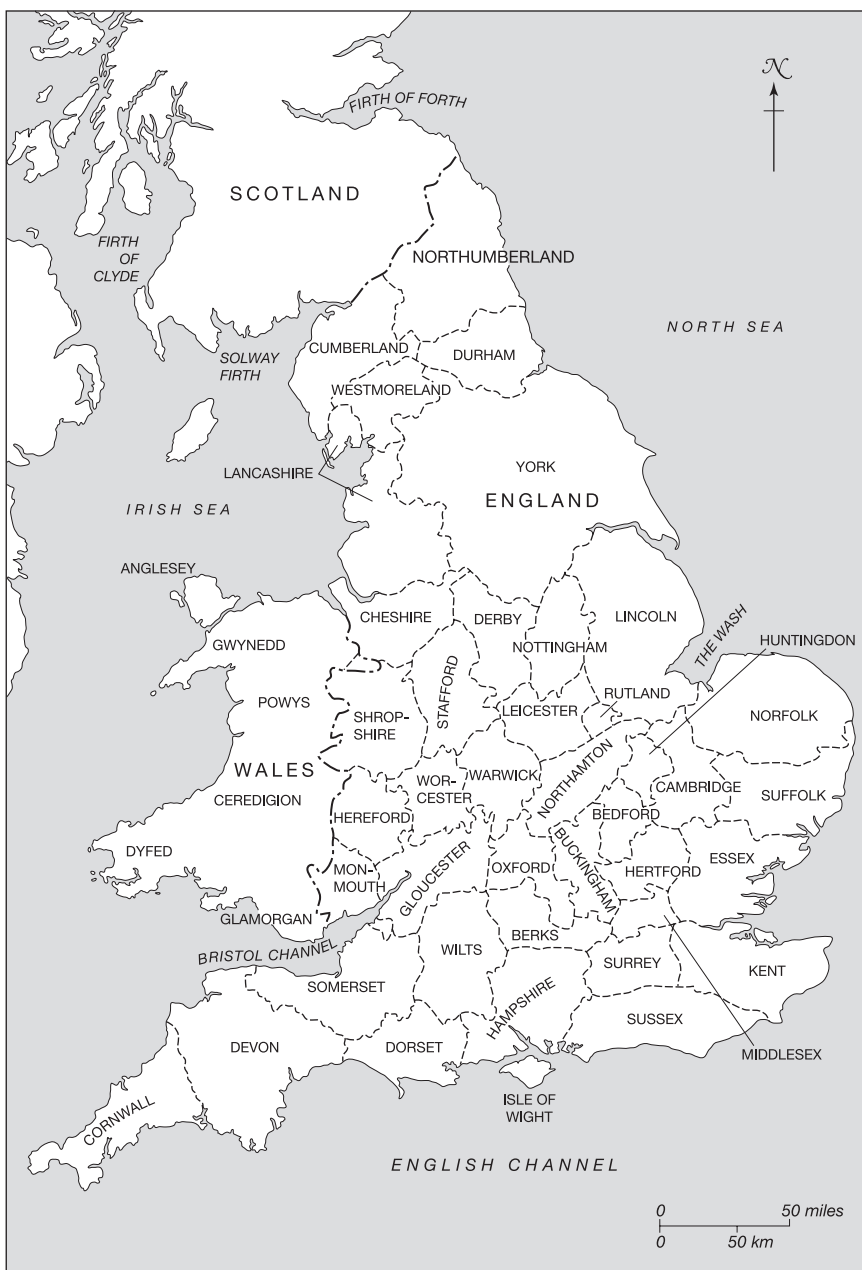 N
FIRTH OF FORTH
SCOTLAND
FIRTH
OF
CLYDE
NORTHUMBERLAND
NORTH SEA
SOLWAY
FIRTH
CUMBERLAND
DURHAM
WESTMORELAND
LANCASHIRE
YORK
ENGLAND
IRISH SEA
ANGLESEY
CHESHIRE
DERBY
LINCOLN
THE WASH
HUNTINGDON
GWYNEDD
NOTTINGHAM
STAFFORD
POWYS
SHROP-
SHIRE
LEICESTER
RUTLAND
NORFOLK
WALES
WOR-
CESTER
WARWICK
NORTHAMTON
CAMBRIDGE
SUFFOLK
CEREDIGION
HEREFORD
BEDFORD
DYFED
MON-
MOUTH
GLOUCESTER
OXFORD
BUCKINGHAM
HERTFORD
ESSEX
GLAMORGAN
BRISTOL CHANNEL
WILTS
BERKS
SURREY
KENT
SOMERSET
HAMPSHIRE
SUSSEX
MIDDLESEX
DEVON
DORSET
ISLE OF
WIGHT
CORNWALL
ENGLISH CHANNEL
0 50 miles
0 50 km